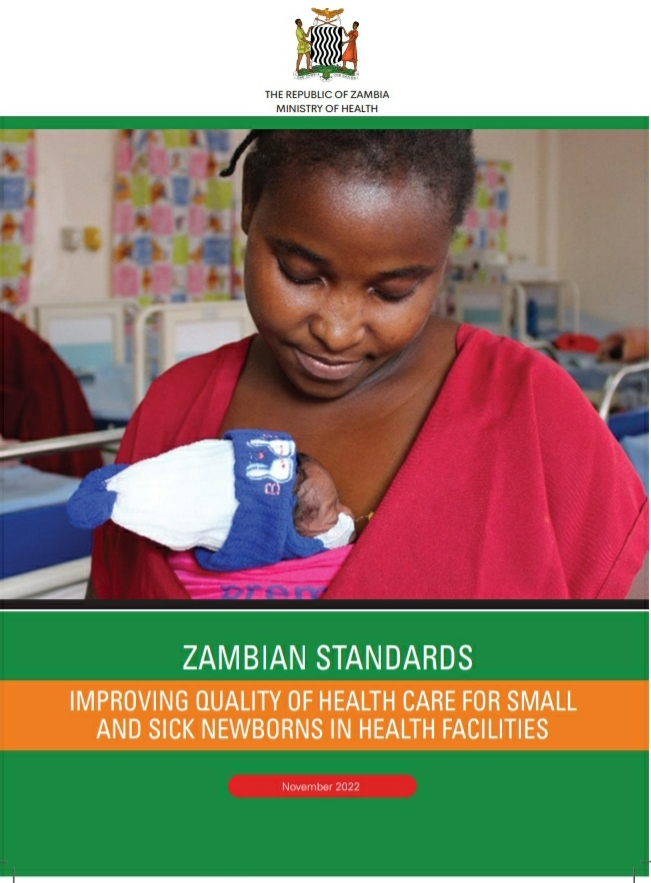 THE REPUBLIC OF ZAMBIA
MINISTRY OF HEALTH
B
prem
ZAMBIAN STANDARDS
IMPROVING QUALITY OF HEALTH CARE FOR SMALL
AND SICK NEWBORNS IN HEALTH FACILITIES
November 2022